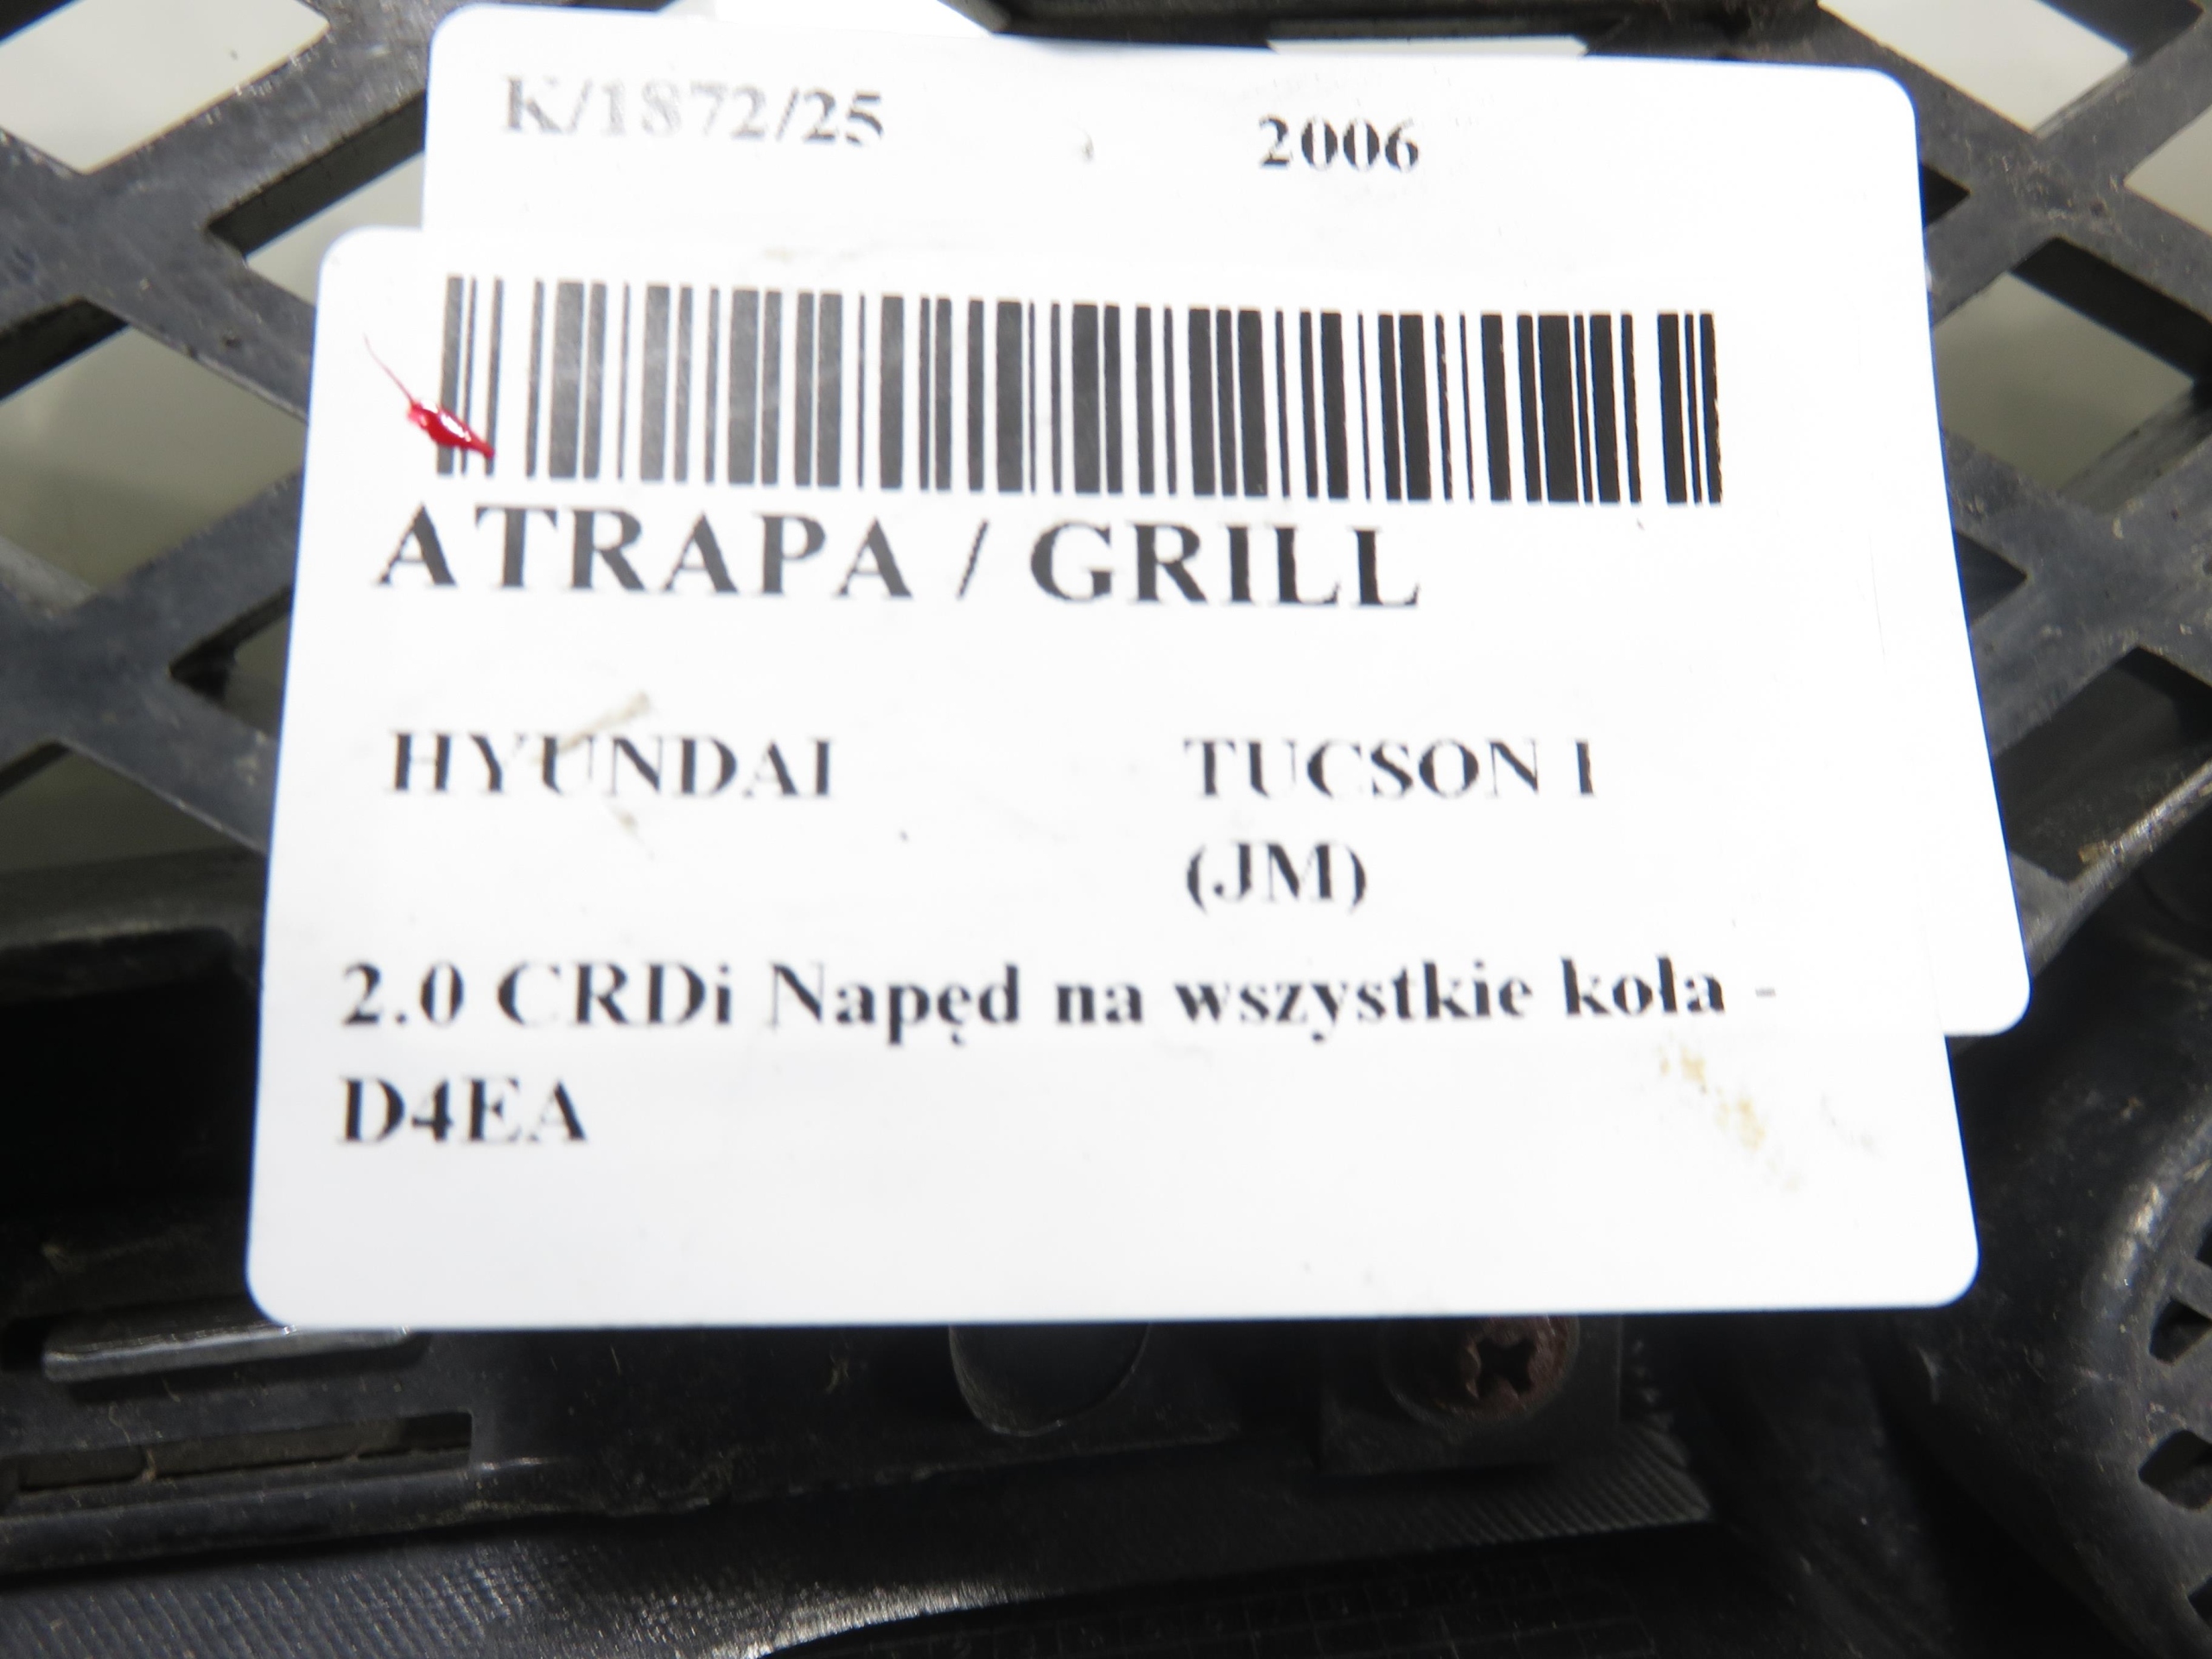 K/1872/25 2006
ATRAPA / GRILL
HYUNDAI TUCSON I
(JM)
2.0 CRDi Napęd na wszystkie koła -
D4EA